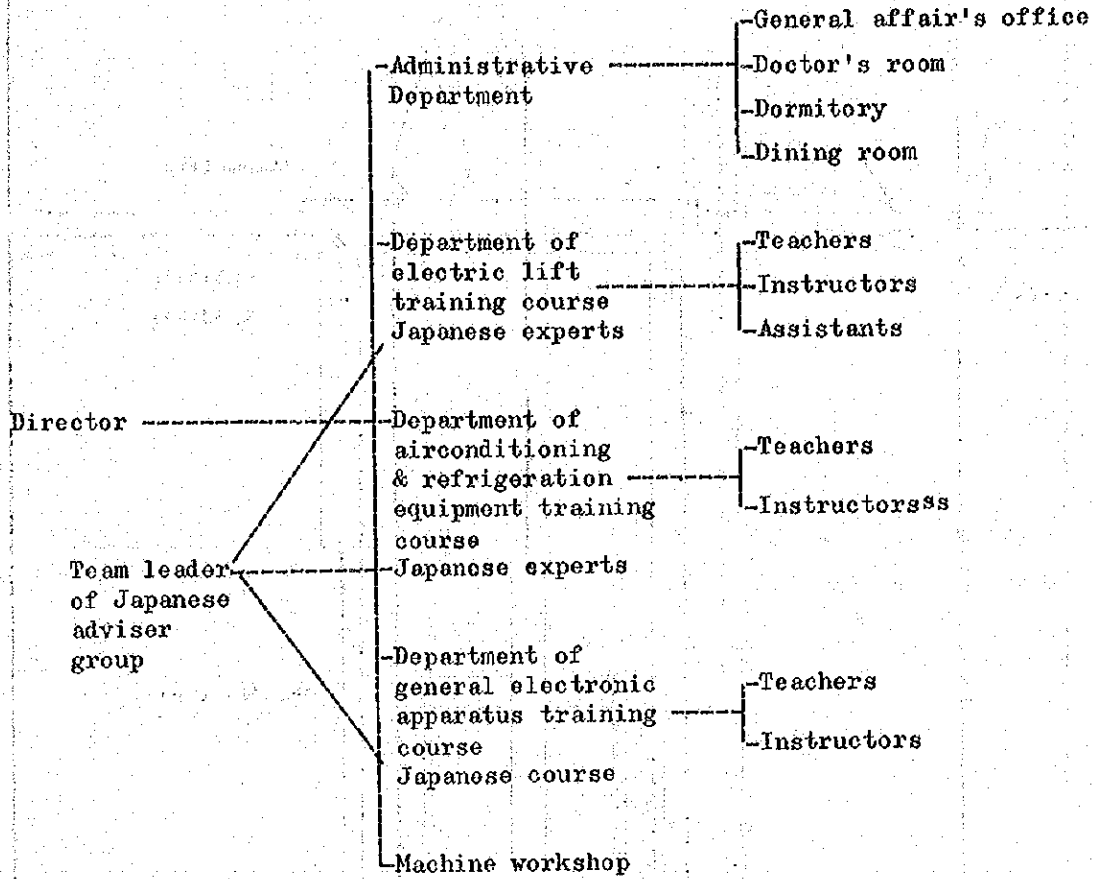 General affair's office
Administrative
Department
Doctor's room
Dormitory
Dining room
Department of
electric lift
training course
Japanese experts
Teachers
Instructors
Assistants
Director
Department of
airconditioning
& refrigeration
equipment training
course
Japanese experts
Teachers
Instructorsss
Team leader
of Japanese
adviser
group
Department of
general electronic
apparatus training
course
Japanese course
Teachers
Instructors
Machine workshop